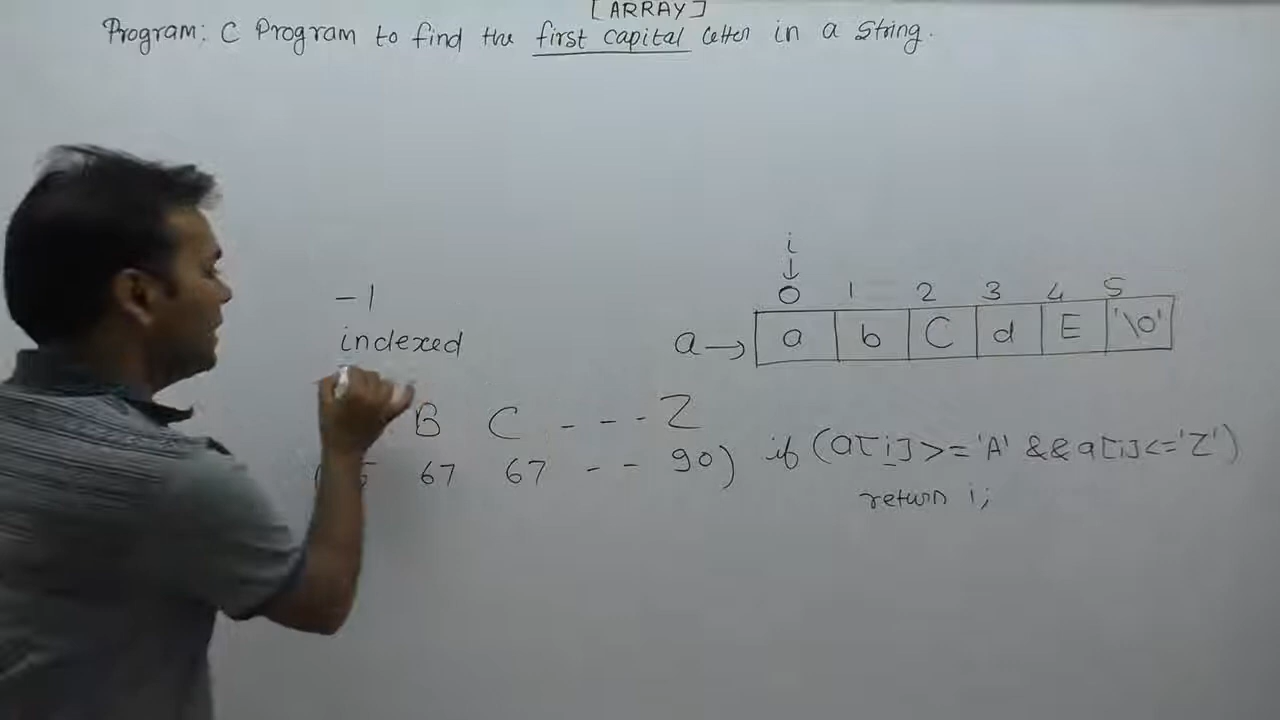 [ARRAY]
Program: C Program to find the first capital letter in a string.
i
0 1 2 3 4 5
a → a b C d E '\0'
-1
indexed
B C - - - Z
67 67 - - 90)
if (a[i]>='A' && a[i]<='Z')
return i;